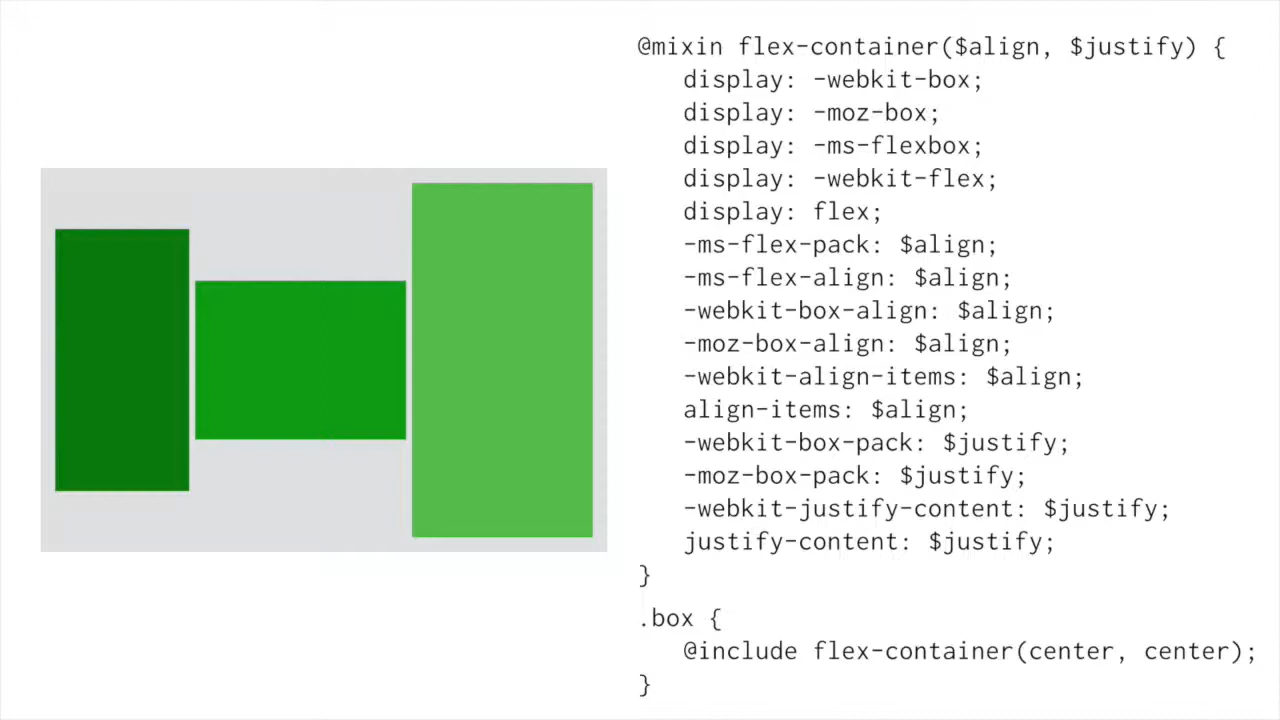 @mixin flex-container($align, $justify) {
display: -webkit-box;
display: -moz-box;
display: -ms-flexbox;
display: -webkit-flex;
display: flex;
-ms-flex-pack: $align;
-ms-flex-align: $align;
-webkit-box-align: $align;
-moz-box-align: $align;
-webkit-align-items: $align;
align-items: $align;
-webkit-box-pack: $justify;
-moz-box-pack: $justify;
-webkit-justify-content: $justify;
justify-content: $justify;
}
.box {
@include flex-container(center, center);
}